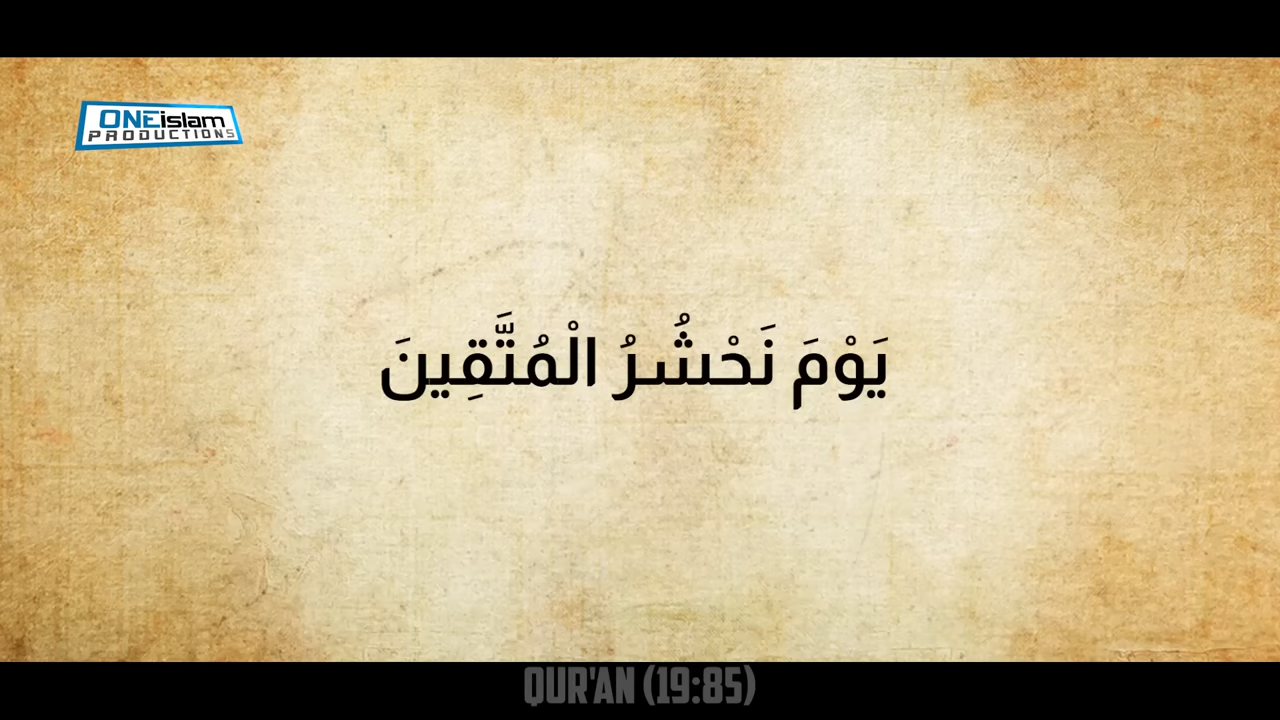 ONEislam
PRODUCTIONS
يَوْمَ نَحْشُرُ الْمُتَّقِينَ
QUR'AN (19:85)